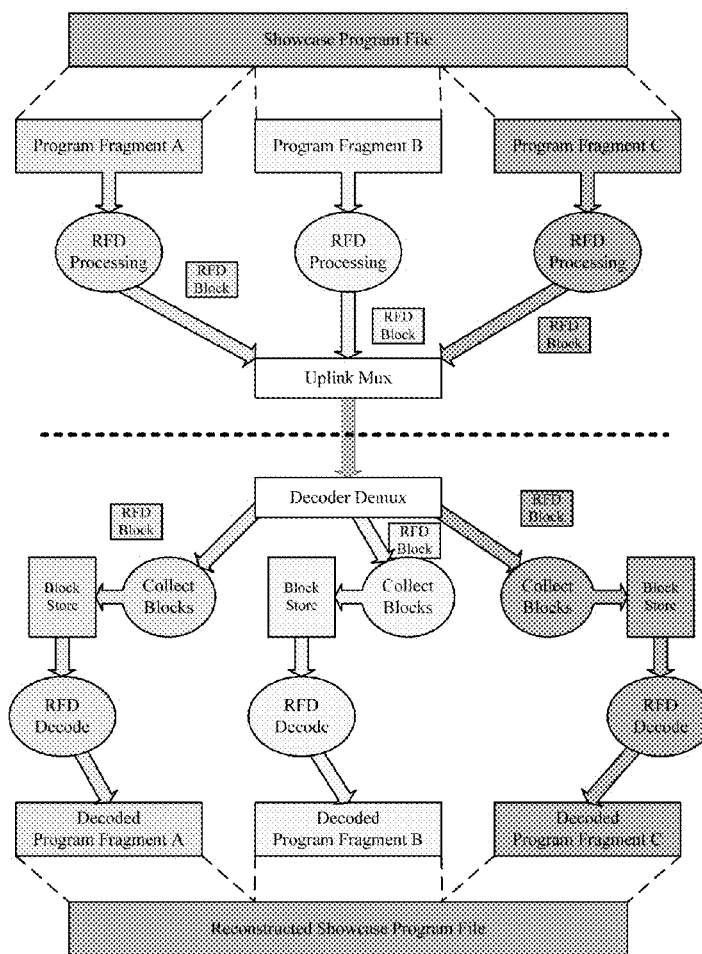 Showcase Program File
Program Fragment A
Program Fragment B
Program Fragment C
RFD
Processing
RFD
Processing
RFD
Processing
RFD
Block
RFD
Block
RFD
Block
Uplink Mux
Decoder Demux
RFD
Block
RFD
Block
RFD
Block
Block
Store
Collect
Blocks
Block
Store
Collect
Blocks
Collect
Blocks
Block
Store
RFD
Decode
RFD
Decode
RFD
Decode
Decoded
Program Fragment A
Decoded
Program Fragment B
Decoded
Program Fragment C
Reconstructed Showcase Program File